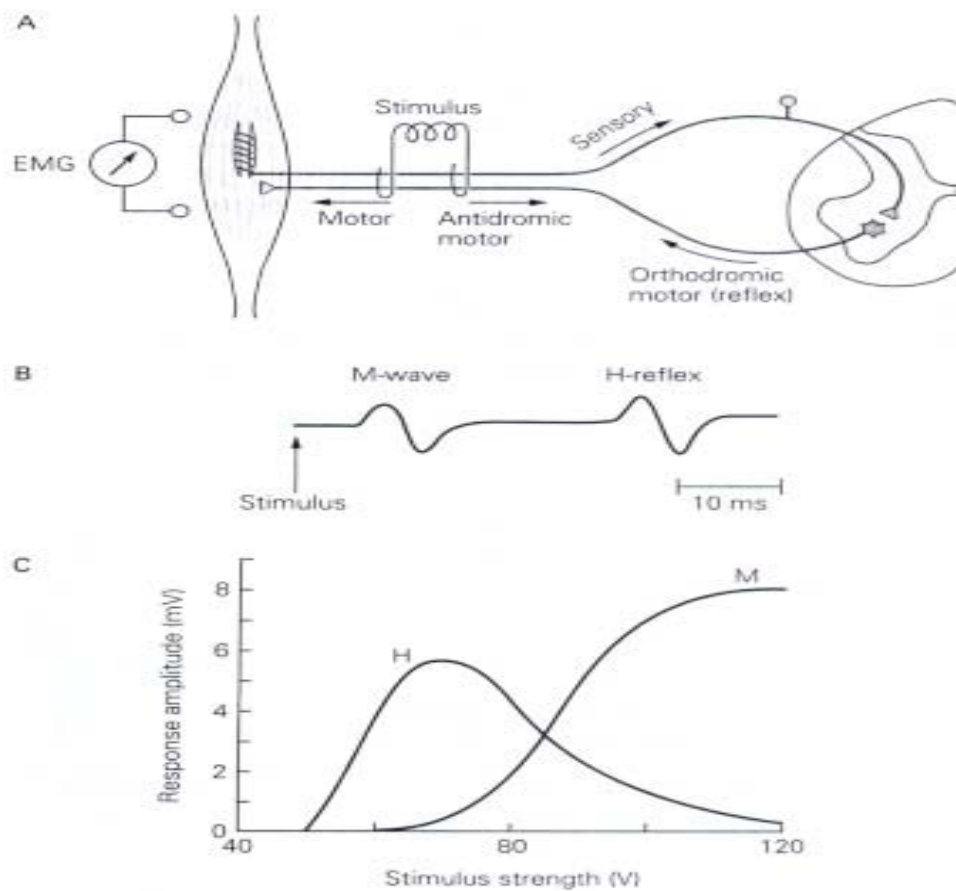 A
Stimulus
Sensory
EMG
Motor
Antidromic
motor
Orthodromic
motor (reflex)
B
M-wave
H-reflex
Stimulus
10 ms
C
Response amplitude (mV)
8
6
4
2
0
H
M
40
80
120
Stimulus strength (V)